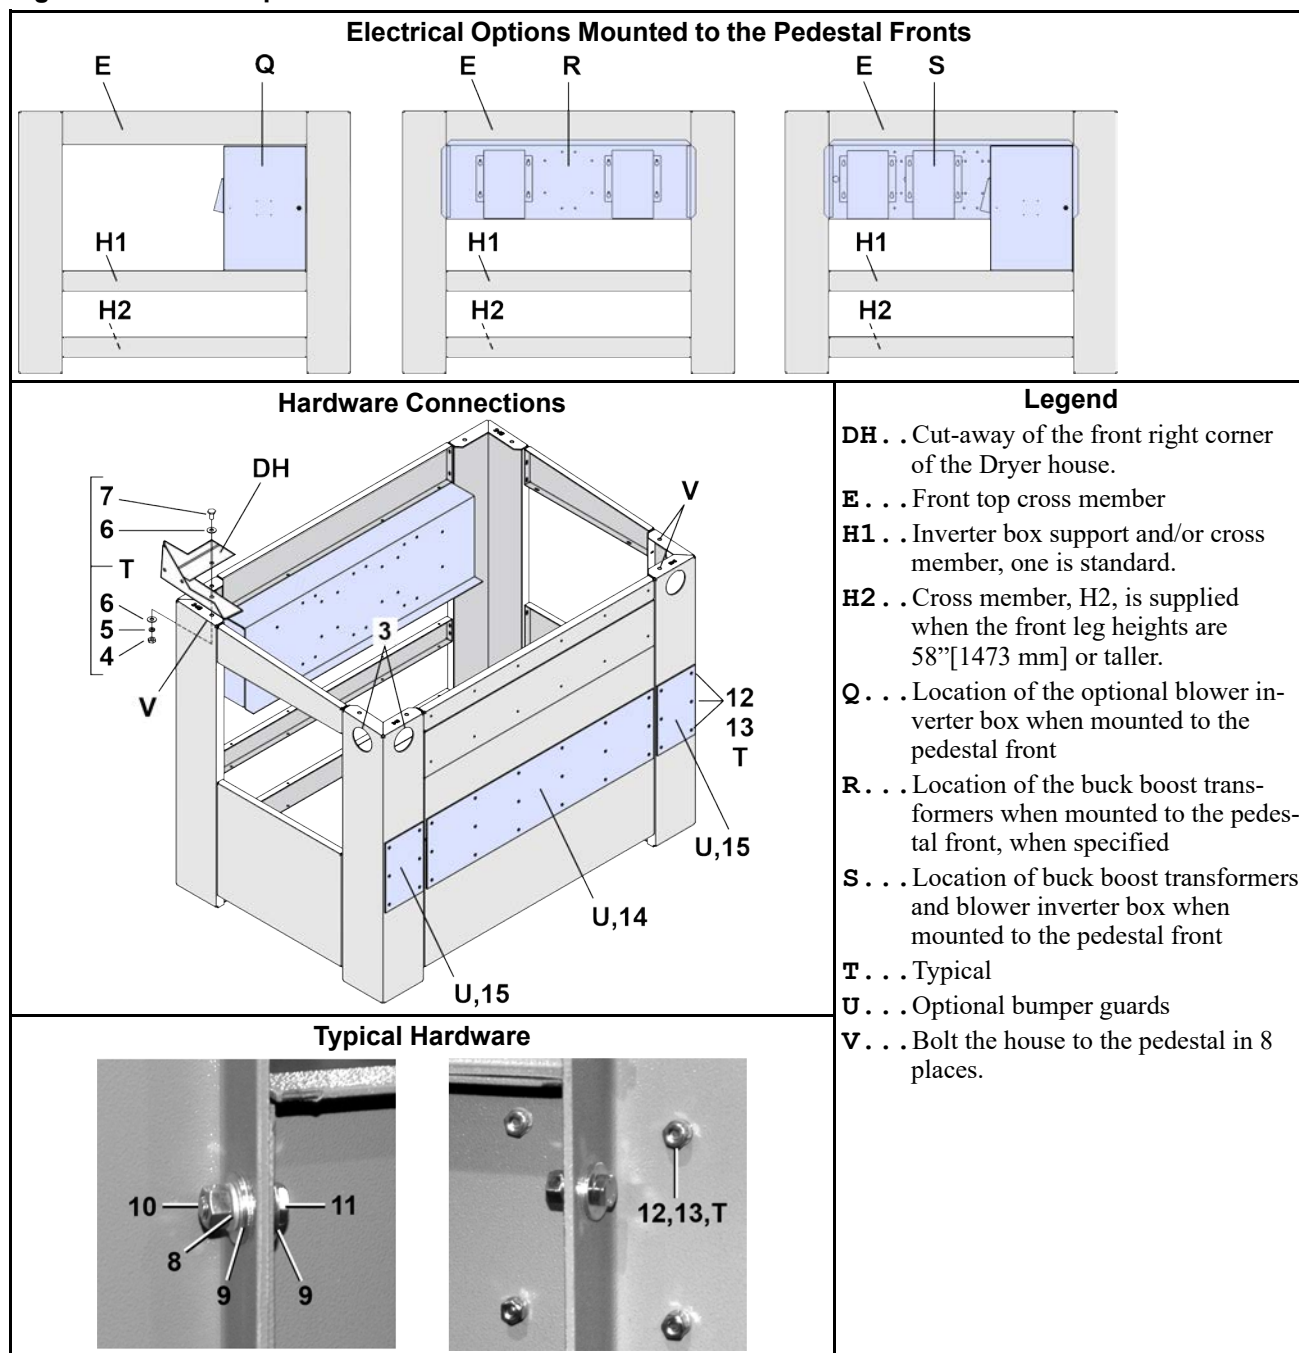 Electrical Options Mounted to the Pedestal Fronts
E Q E R E S
H1 H1 H1
H2 H2 H2
Hardware Connections
DH
7
6
T
6
5
4
V
3
V
12
13
T
U,15
U,14
U,15
Typical Hardware
10
8
9
9
11
12,13,T
Legend
DH..Cut-away of the front right corner
of the Dryer house.
E...Front top cross member
H1..Inverter box support and/or cross
member, one is standard.
H2..Cross member, H2, is supplied
when the front leg heights are
58”[1473 mm] or taller.
Q...Location of the optional blower in-
verter box when mounted to the
pedestal front
R...Location of the buck boost trans-
formers when mounted to the pedes-
tal front, when specified
S...Location of buck boost transformers
and blower inverter box when
mounted to the pedestal front
T...Typical
U...Optional bumper guards
V...Bolt the house to the pedestal in 8
places.